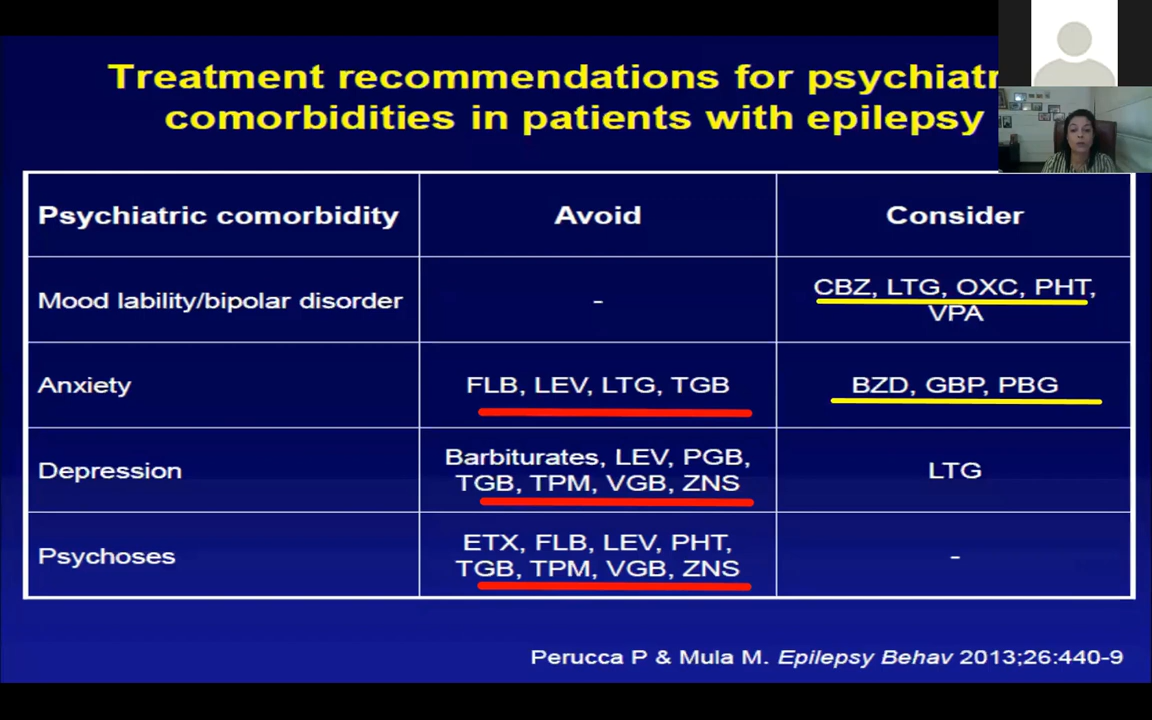 Treatment recommendations for psychiatr
comorbidities in patients with epilepsy
Psychiatric comorbidity
Avoid
Consider
Mood lability/bipolar disorder
-
CBZ, LTG, OXC, PHT,
VPA
Anxiety
FLB, LEV, LTG, TGB
BZD, GBP, PBG
Depression
Barbiturates, LEV, PGB,
TGB, TPM, VGB, ZNS
LTG
Psychoses
ETX, FLB, LEV, PHT,
TGB, TPM, VGB, ZNS
-
Perucca P & Mula M. Epilepsy Behav 2013;26:440-9